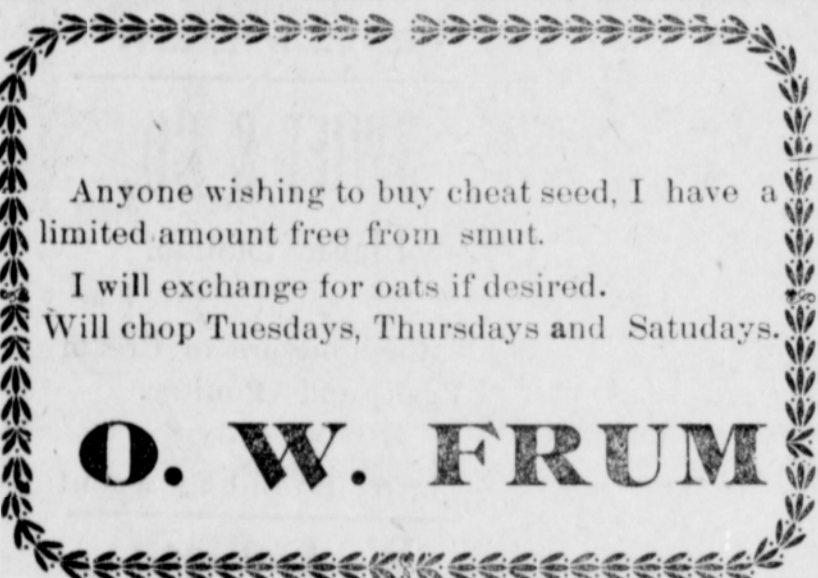 Anyone wishing to buy cheat seed, I have a
limited amount free from smut.
I will exchange for oats if desired.
Will chop Tuesdays, Thursdays and Satudays.
O. W. FRUM